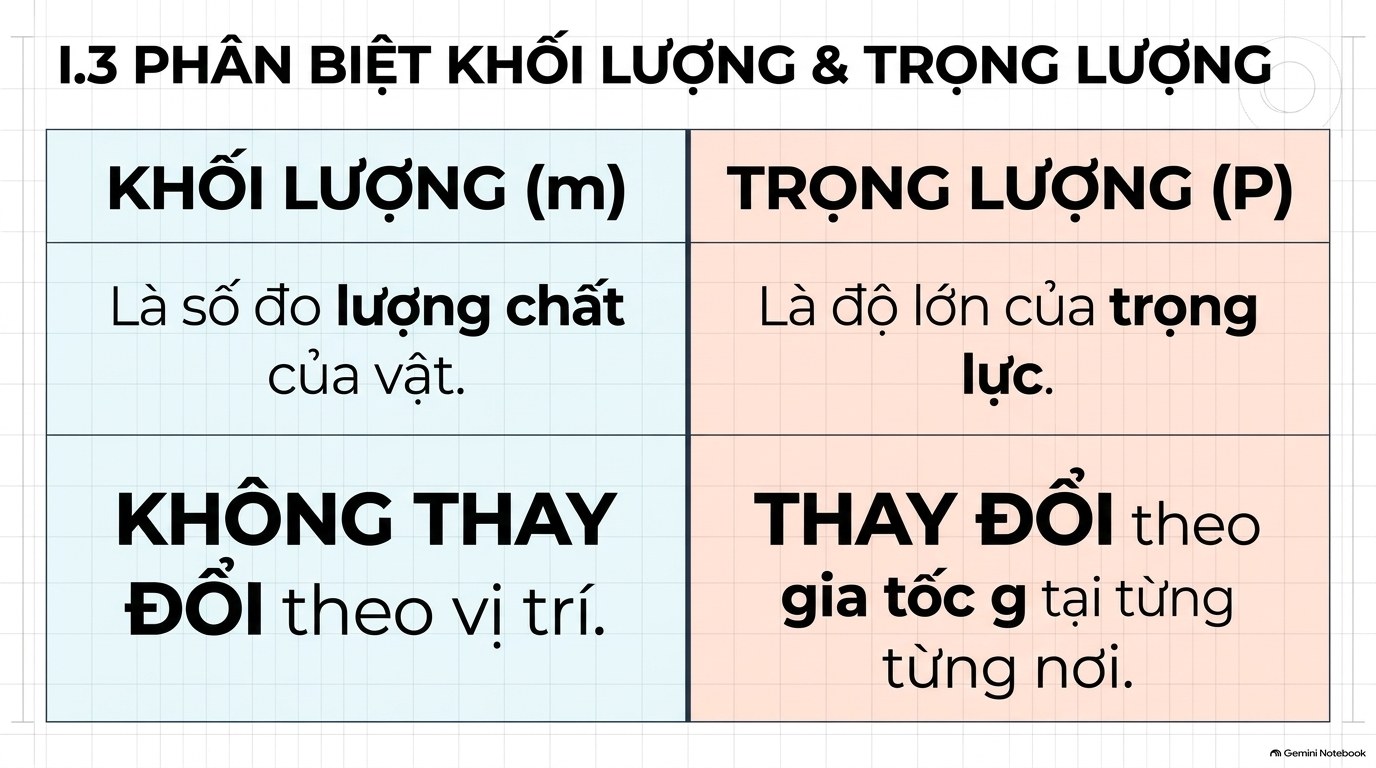 I.3 PHÂN BIỆT KHỐI LƯỢNG & TRỌNG LƯỢNG
KHỐI LƯỢNG (m)
TRỌNG LƯỢNG (P)
Là số đo lượng chất
của vật.
Là độ lớn của trọng
lực.
KHÔNG THAY
ĐỔI theo vị trí.
THAY ĐỔI theo
gia tốc g tại từng
từng nơi.
Gemini Notebook